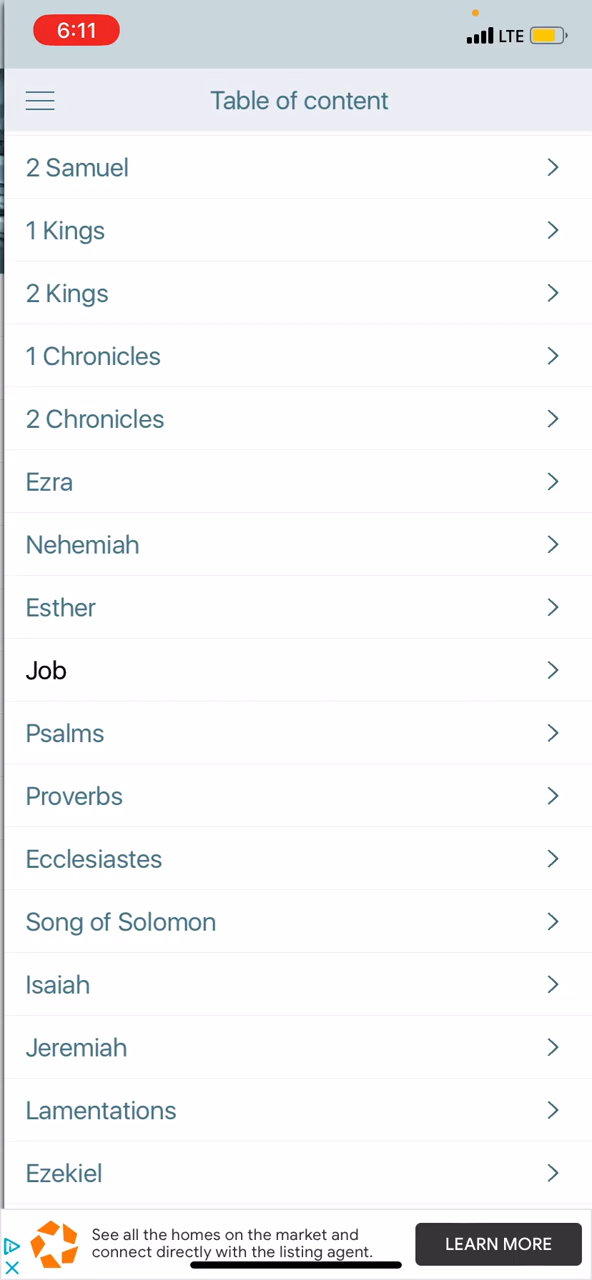 6:11
LTE
Table of content
2 Samuel
1 Kings
2 Kings
1 Chronicles
2 Chronicles
Ezra
Nehemiah
Esther
Job
Psalms
Proverbs
Ecclesiastes
Song of Solomon
Isaiah
Jeremiah
Lamentations
Ezekiel
See all the homes on the market and
connect directly with the listing agent.
LEARN MORE